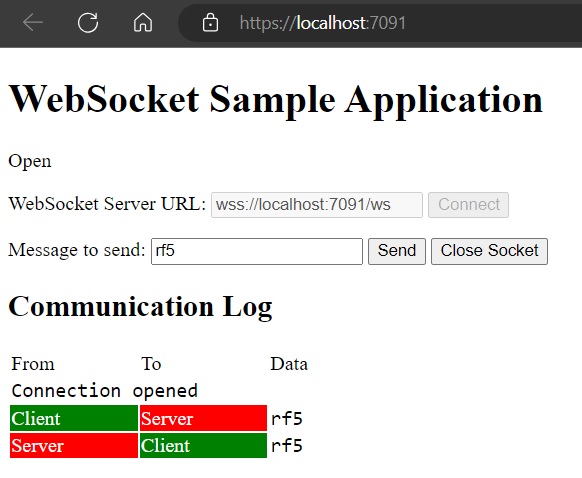 https://localhost:7091
WebSocket Sample Application
Open
WebSocket Server URL: wss://localhost:7091/ws Connect
Message to send: rf5 Send Close Socket
Communication Log
From To Data
Connection opened
Client Server rf5
Server Client rf5